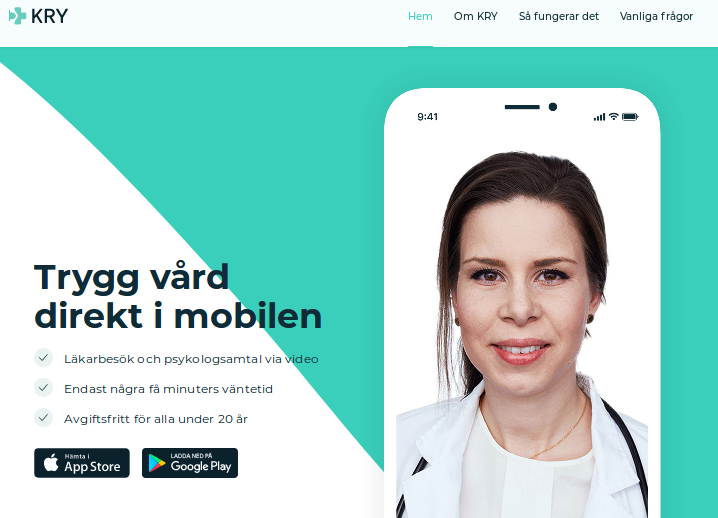 KRY
Hem Om KRY Så fungerar det Vanliga frågor
9:41
Trygg vård
direkt i mobilen
Läkarbesök och psykologsamtal via video
Endast några få minuters väntetid
Avgiftsfritt för alla under 20 år
Hämta i
App Store
LADDA NED PÅ
Google Play